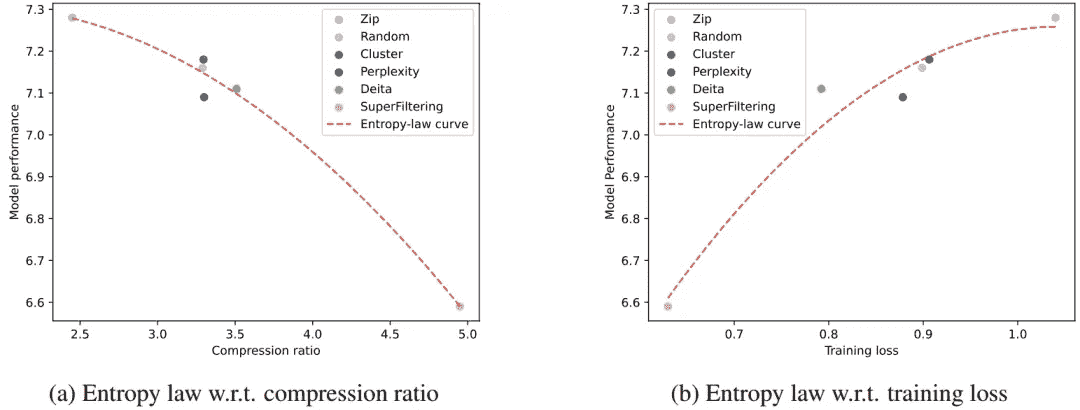 7.3
7.2
7.1
7.0
6.9
6.8
6.7
6.6
Model performance
2.5 3.0 3.5 4.0 4.5 5.0
Compression ratio
Zip
Random
Cluster
Perplexity
Deita
SuperFiltering
Entropy-law curve
(a) Entropy law w.r.t. compression ratio
7.3
7.2
7.1
7.0
6.9
6.8
6.7
6.6
Model Performance
0.7 0.8 0.9 1.0
Training loss
Zip
Random
Cluster
Perplexity
Deita
SuperFiltering
Entropy-law curve
(b) Entropy law w.r.t. training loss